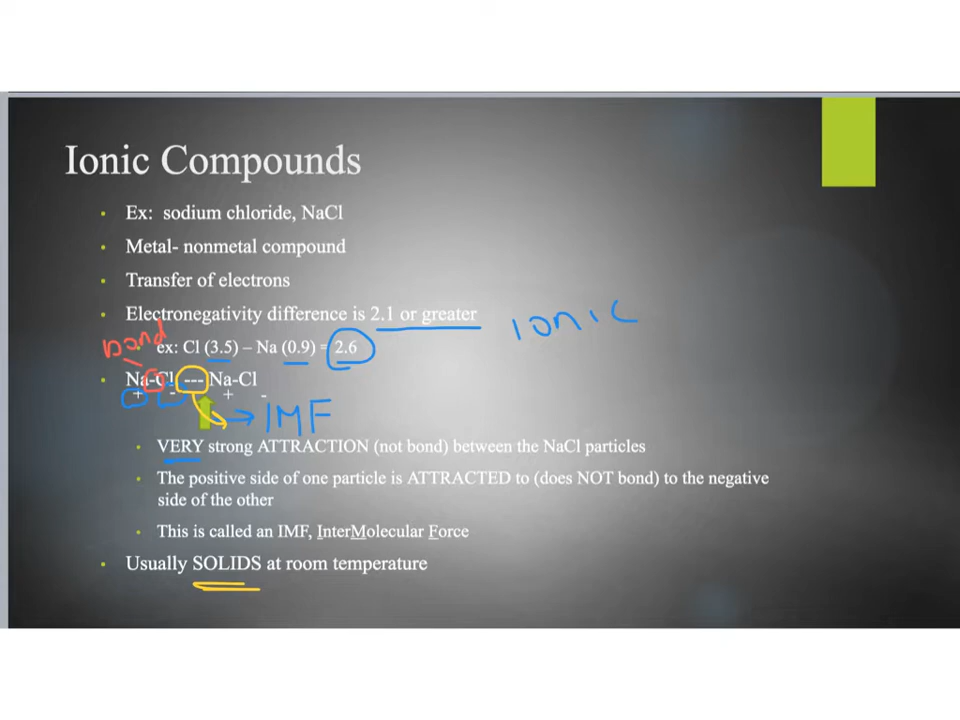 Ionic Compounds
Ex: sodium chloride, NaCl
Metal- nonmetal compound
Transfer of electrons
Electronegativity difference is 2.1 or greater
IONIC
bond
ex: Cl (3.5) – Na (0.9) = 2.6
Na-Cl --- Na-Cl
+ - + -
→ IMF
VERY strong ATTRACTION (not bond) between the NaCl particles
The positive side of one particle is ATTRACTED to (does NOT bond) to the negative
side of the other
This is called an IMF, InterMolecular Force
Usually SOLIDS at room temperature